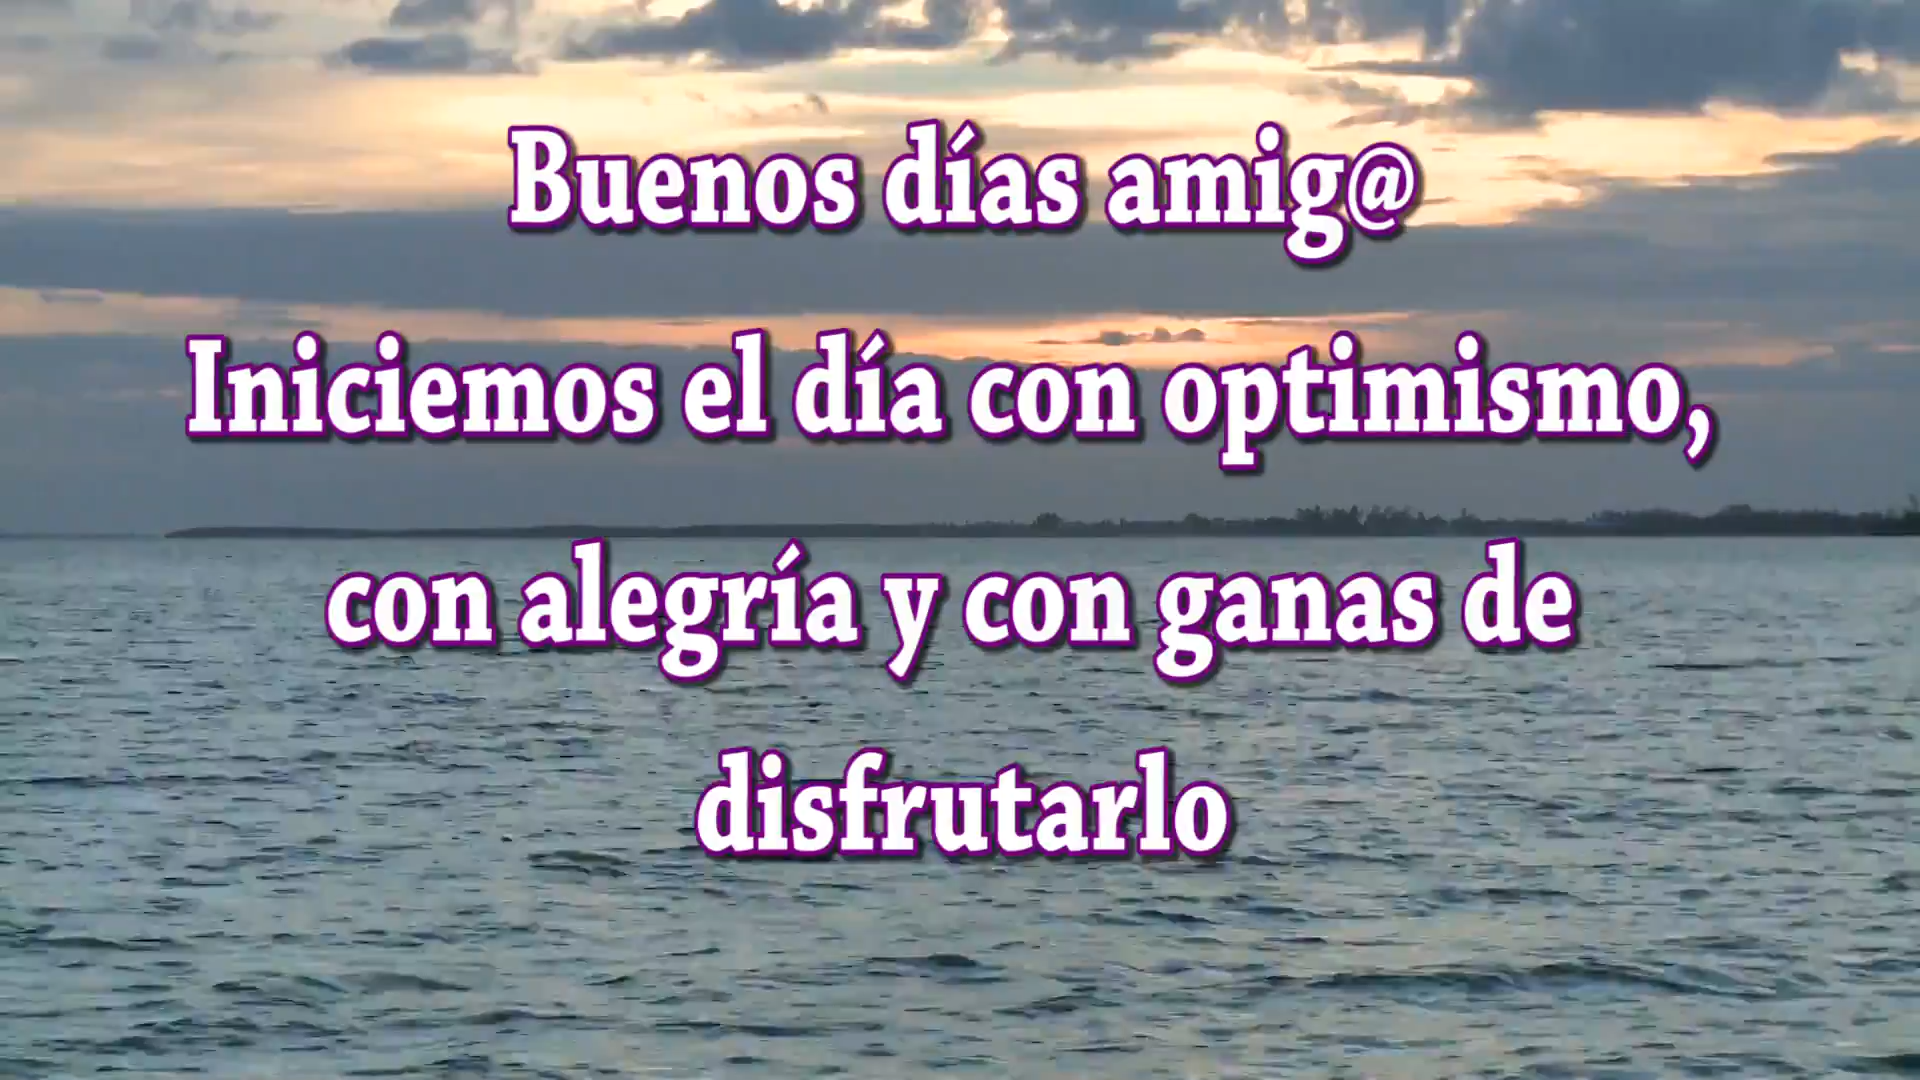 Buenos días amig@
Iniciemos el día con optimismo,
con alegría y con ganas de
disfrutarlo